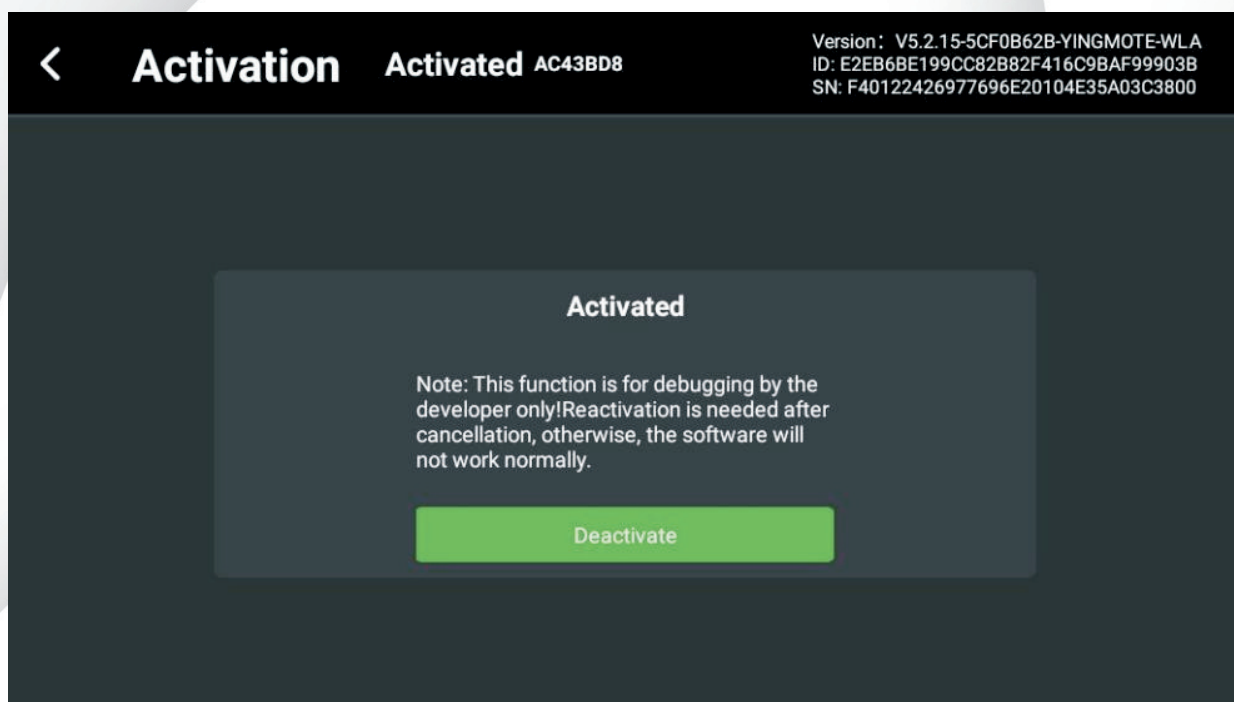 Activation Activated AC43BD8
Version： V5.2.15-5CF0B62B-YINGMOTE-WLA
ID: E2EB6BE199CC82B82F416C9BAF99903B
SN: F40122426977696E20104E35A03C3800
Activated
Note: This function is for debugging by the
developer only!Reactivation is needed after
cancellation, otherwise, the software will
not work normally.
Deactivate